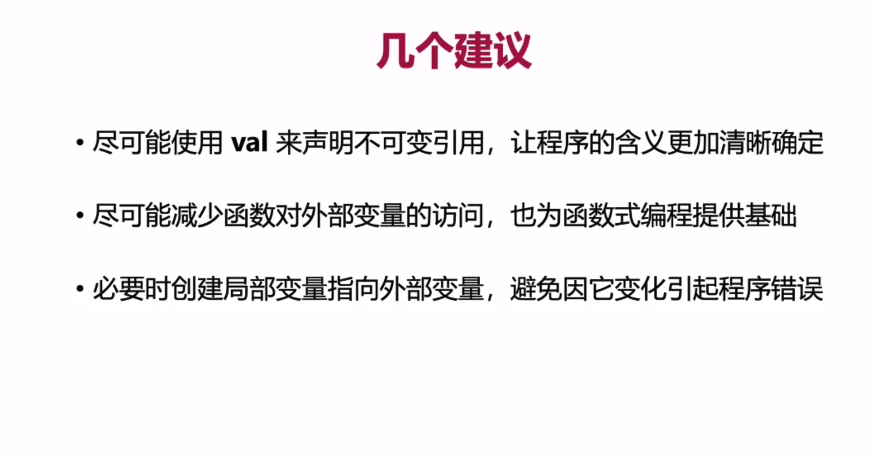 几个建议
• 尽可能使用 val 来声明不可变引用，让程序的含义更加清晰确定
• 尽可能减少函数对外部变量的访问，也为函数式编程提供基础
• 必要时创建局部变量指向外部变量，避免因它变化引起程序错误